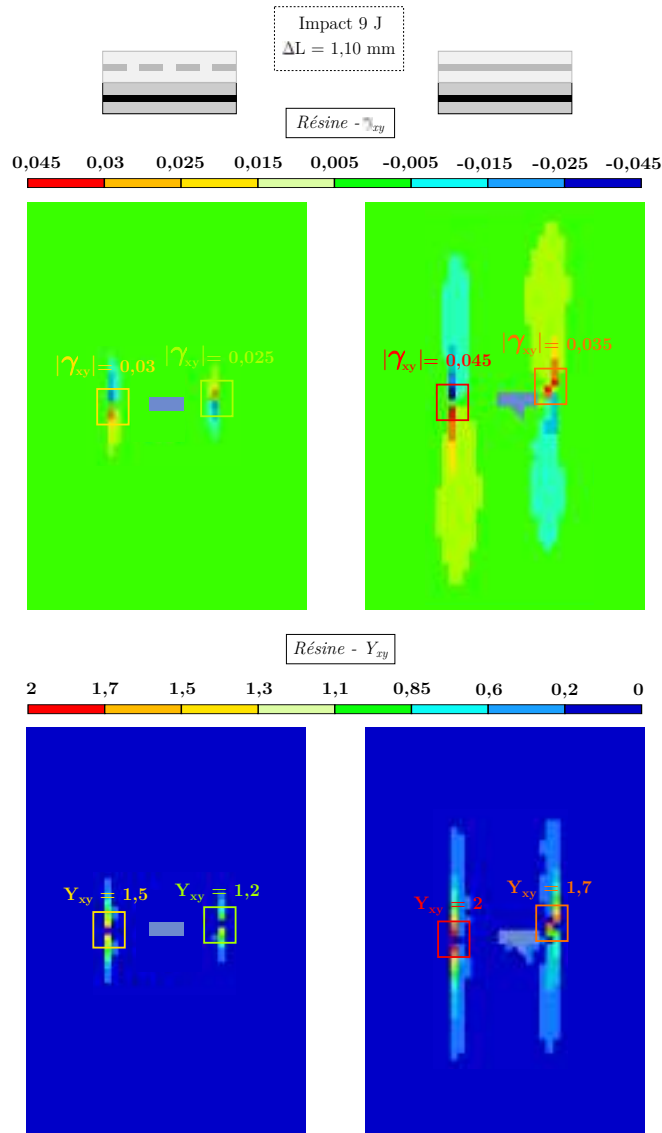 Impact 9 J
ΔL = 1,10 mm
Résine - γxy
0,045 0,03 0,025 0,015 0,005 -0,005 -0,015 -0,025 -0,045
|γxy|= 0,03
|γxy|= 0,025
|γxy|= 0,045
|γxy|= 0,035
Résine - Yxy
2 1,7 1,5 1,3 1,1 0,85 0,6 0,2 0
Yxy = 1,5
Yxy = 1,2
Yxy = 2
Yxy = 1,7